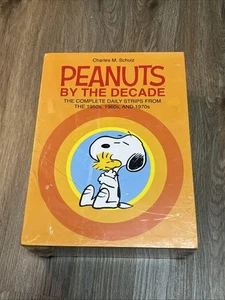 Charles M. Schulz
PEANUTS
BY THE DECADE
THE COMPLETE DAILY STRIPS FROM
THE 1950s, 1960s, AND 1970s